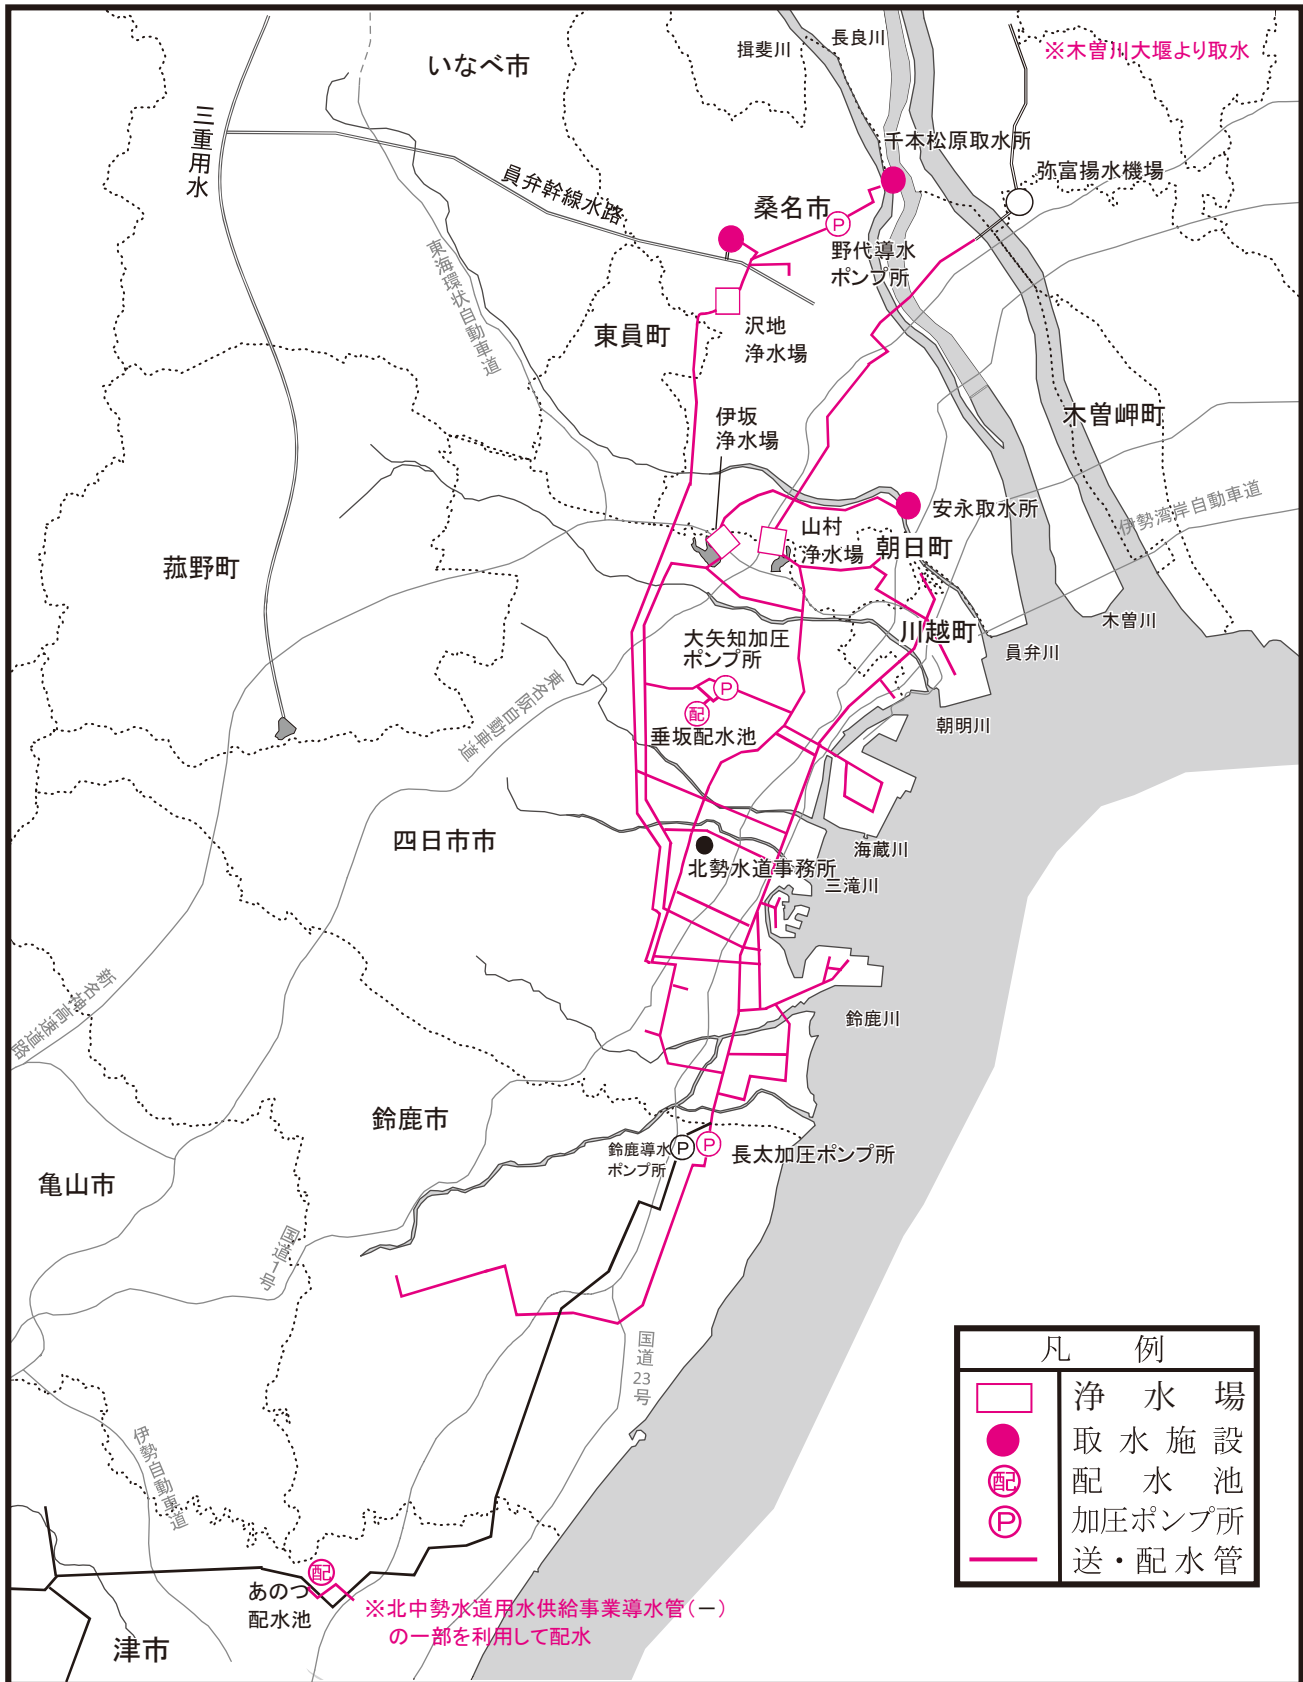 揖斐川
長良川
※木曽川大堰より取水
いなべ市
三重用水
千本松原取水所
弥富揚水機場
員弁幹線水路
桑名市
P
野代導水
ポンプ所
東海環状自動車道
東員町
沢地
浄水場
伊坂
浄水場
木曽岬町
伊勢湾岸自動車道
安永取水所
山村
浄水場
朝日町
菰野町
木曽川
川越町
員弁川
大矢知加圧
ポンプ所
P
配
垂坂配水池
東名阪自動車道
朝明川
四日市市
海蔵川
北勢水道事務所
三滝川
新名神高速道路
鈴鹿川
鈴鹿市
鈴鹿導水
ポンプ所
P
P
長太加圧ポンプ所
亀山市
国道1号
国道23号
伊勢自動車道
配
あのつ
配水池
※北中勢水道用水供給事業導水管(ー)
の一部を利用して配水
津市
凡 例
浄水場
取水施設
配
配水池
P
加圧ポンプ所
送・配水管